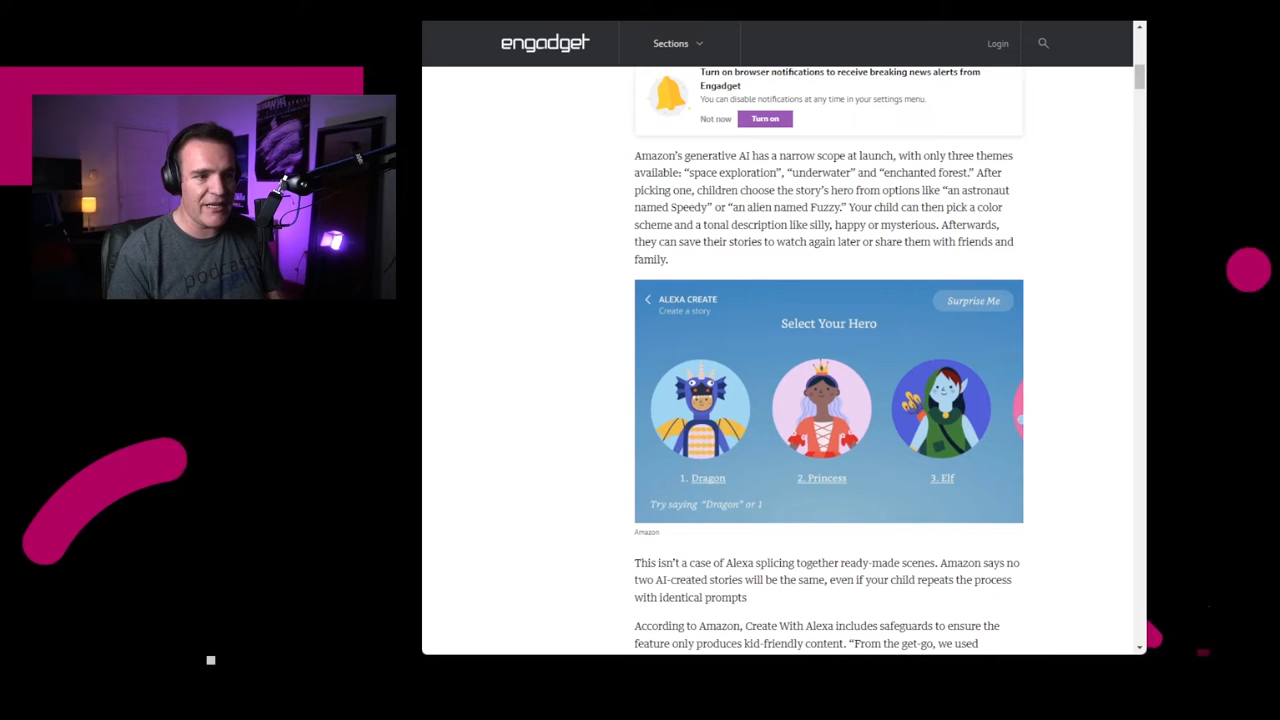 engadget
Sections
Login
Turn on browser notifications to receive breaking news alerts from
Engadget
You can disable notifications at any time in your settings menu.
Not now
Turn on
Amazon's generative AI has a narrow scope at launch, with only three themes
available: “space exploration”, “underwater” and “enchanted forest.” After
picking one, children choose the story's hero from options like “an astronaut
named Speedy” or “an alien named Fuzzy.” Your child can then pick a color
scheme and a tonal description like silly, happy or mysterious. Afterwards,
they can save their stories to watch again later or share them with friends and
family.
ALEXA CREATE
Create a story
Surprise Me
Select Your Hero
1. Dragon
2. Princess
3. Elf
Try saying “Dragon” or 1
Amazon
This isn't a case of Alexa splicing together ready-made scenes. Amazon says no
two AI-created stories will be the same, even if your child repeats the process
with identical prompts
According to Amazon, Create With Alexa includes safeguards to ensure the
feature only produces kid-friendly content. “From the get-go, we used
podcast